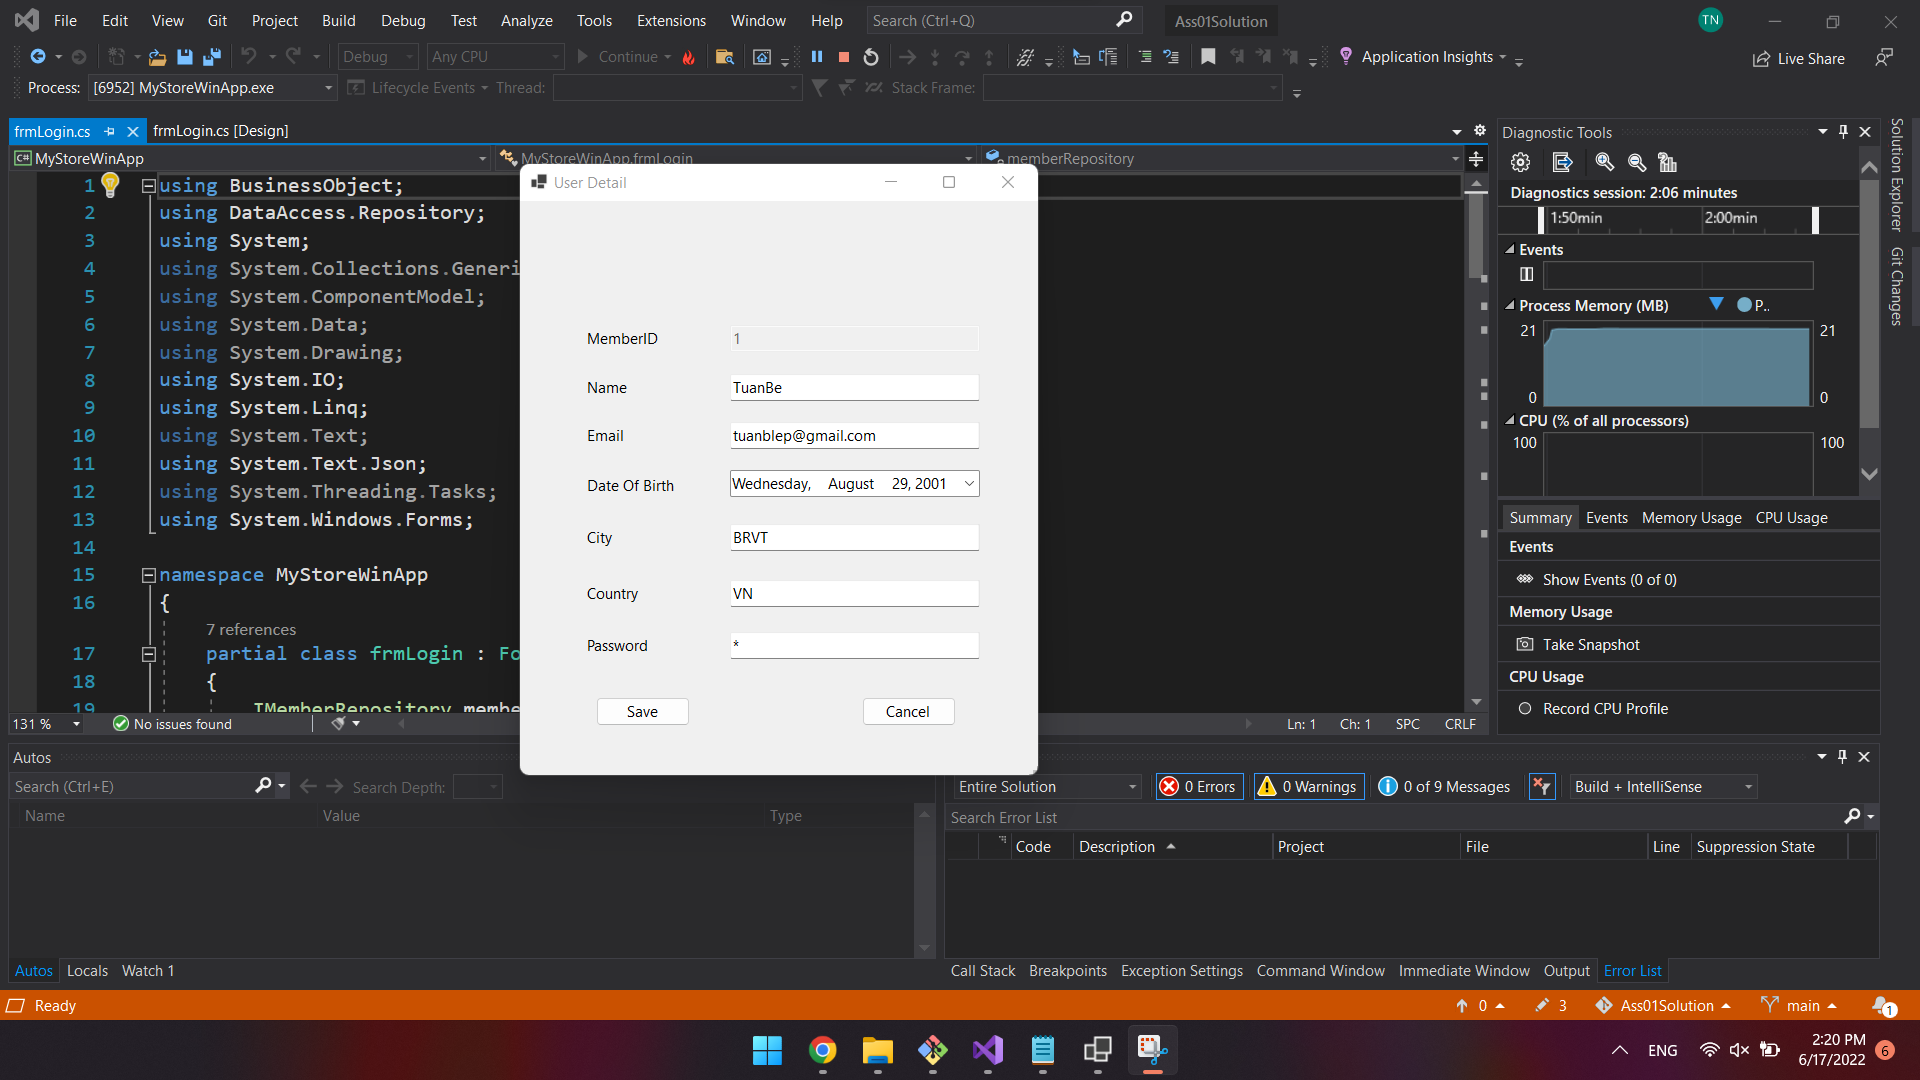 File Edit View Git Project Build Debug Test Analyze Tools Extensions Window Help Search (Ctrl+Q) Ass01Solution TN
Debug Any CPU Continue Application Insights Live Share
Process: [6952] MyStoreWinApp.exe Lifecycle Events Thread: Stack Frame:
frmLogin.cs frmLogin.cs [Design]
C# MyStoreWinApp MyStoreWinApp.frmLogin memberRepository
1 using BusinessObject;
2 using DataAccess.Repository;
3 using System;
4 using System.Collections.Generi
5 using System.ComponentModel;
6 using System.Data;
7 using System.Drawing;
8 using System.IO;
9 using System.Linq;
10 using System.Text;
11 using System.Text.Json;
12 using System.Threading.Tasks;
13 using System.Windows.Forms;
14
15 namespace MyStoreWinApp
16 {
7 references
17 partial class frmLogin : Fo
18 {
19 IMemberRepository membe
131 % No issues found Ln: 1 Ch: 1 SPC CRLF
User Detail
MemberID 1
Name TuanBe
Email tuanblep@gmail.com
Date Of Birth Wednesday, August 29, 2001
City BRVT
Country VN
Password *
Save Cancel
Diagnostic Tools
Diagnostics session: 2:06 minutes
1:50min 2:00min
Events
Process Memory (MB) P..
21 21
0 0
CPU (% of all processors)
100 100
Summary Events Memory Usage CPU Usage
Events
Show Events (0 of 0)
Memory Usage
Take Snapshot
CPU Usage
Record CPU Profile
Solution Explorer
Git Changes
Autos
Search (Ctrl+E) Search Depth:
Name Value Type
Autos Locals Watch 1
Entire Solution 0 Errors 0 Warnings 0 of 9 Messages Build + IntelliSense
Search Error List
Code Description Project File Line Suppression State
Call Stack Breakpoints Exception Settings Command Window Immediate Window Output Error List
Ready 0 3 Ass01Solution main 1
ENG 2:20 PM
6/17/2022 6